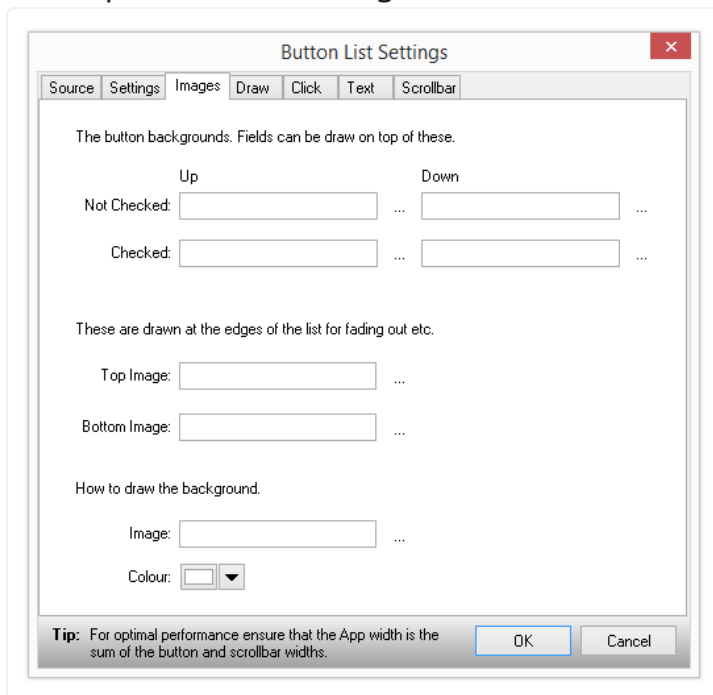 Button List Settings
Source Settings Images Draw Click Text Scrollbar
The button backgrounds. Fields can be draw on top of these.
Up Down
Not Checked: ... ...
Checked: ... ...
These are drawn at the edges of the list for fading out etc.
Top Image: ...
Bottom Image: ...
How to draw the background.
Image: ...
Colour:
Tip: For optimal performance ensure that the App width is the
sum of the button and scrollbar widths.
OK Cancel